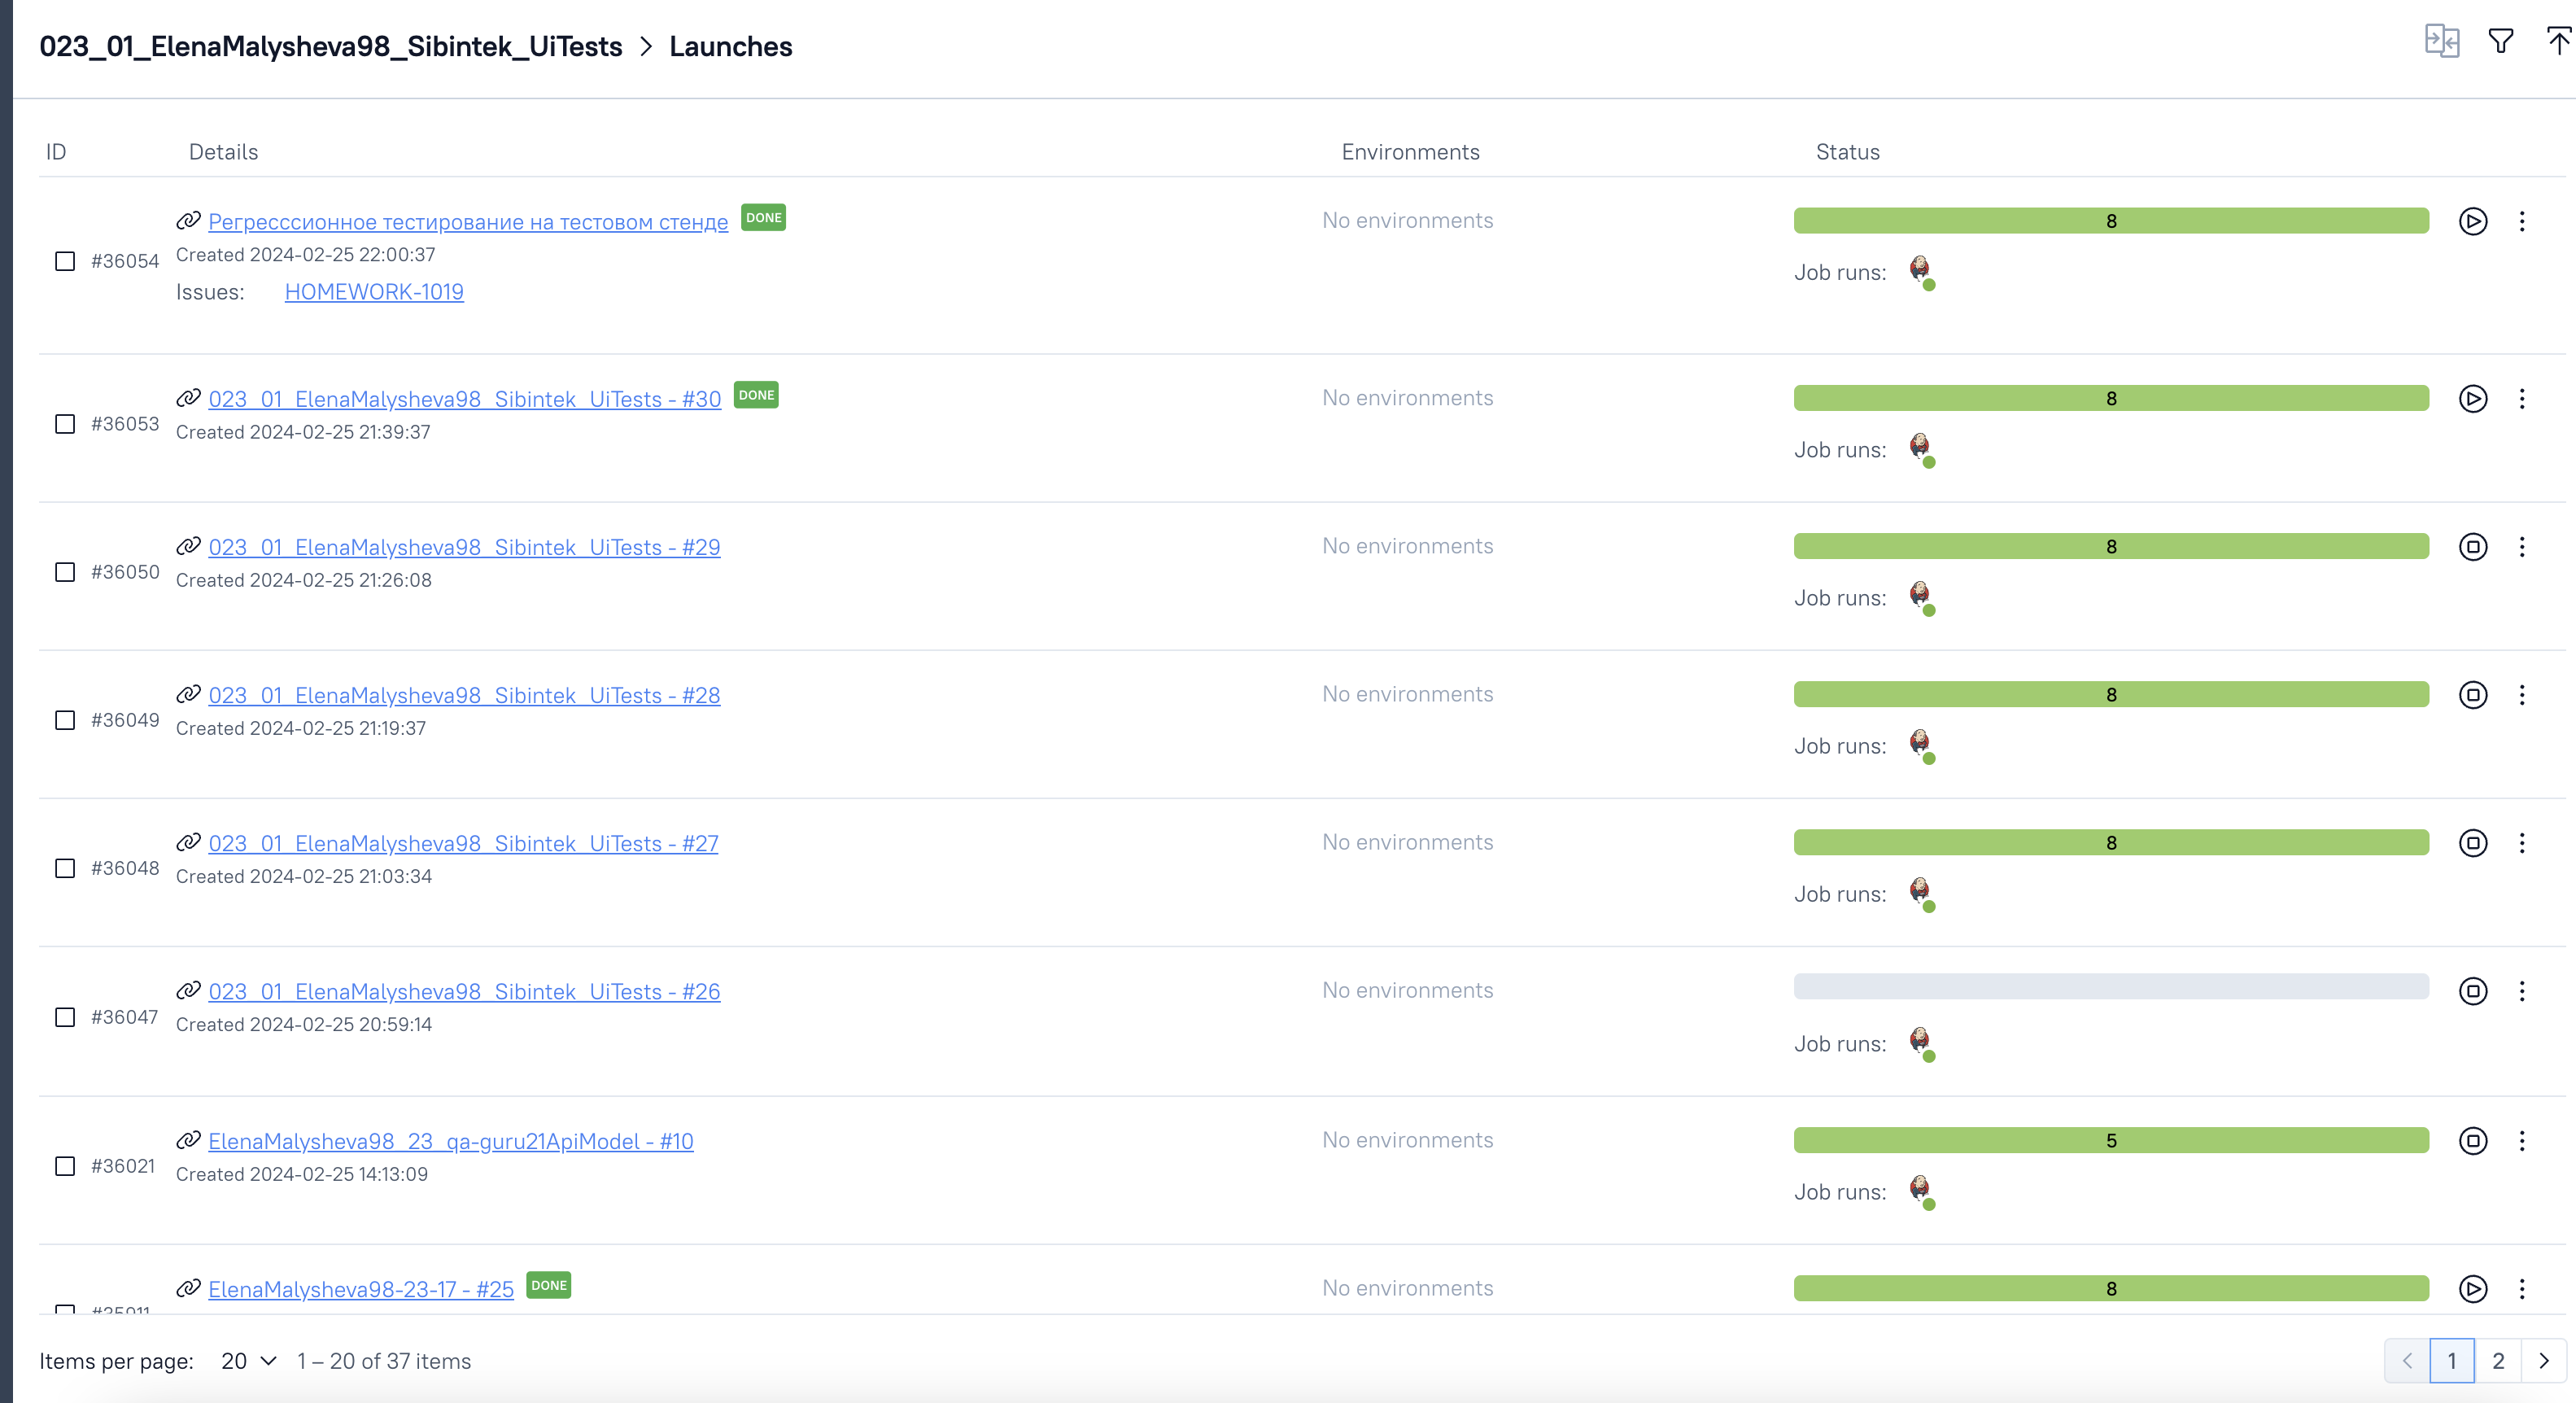 023_01_ElenaMalysheva98_Sibintek_UiTests > Launches
ID Details Environments Status
Регресссионное тестирование на тестовом стенде DONE No environments 8
#36054 Created 2024-02-25 22:00:37
Job runs:
Issues: HOMEWORK-1019
023_01_ElenaMalysheva98_Sibintek_UiTests - #30 DONE No environments 8
#36053 Created 2024-02-25 21:39:37
Job runs:
023_01_ElenaMalysheva98_Sibintek_UiTests - #29 No environments 8
#36050 Created 2024-02-25 21:26:08
Job runs:
023_01_ElenaMalysheva98_Sibintek_UiTests - #28 No environments 8
#36049 Created 2024-02-25 21:19:37
Job runs:
023_01_ElenaMalysheva98_Sibintek_UiTests - #27 No environments 8
#36048 Created 2024-02-25 21:03:34
Job runs:
023_01_ElenaMalysheva98_Sibintek_UiTests - #26 No environments
#36047 Created 2024-02-25 20:59:14
Job runs:
ElenaMalysheva98_23_qa-guru21ApiModel - #10 No environments 5
#36021 Created 2024-02-25 14:13:09
Job runs:
ElenaMalysheva98-23-17 - #25 DONE No environments 8
#35911
Items per page: 20 1 – 20 of 37 items 1 2